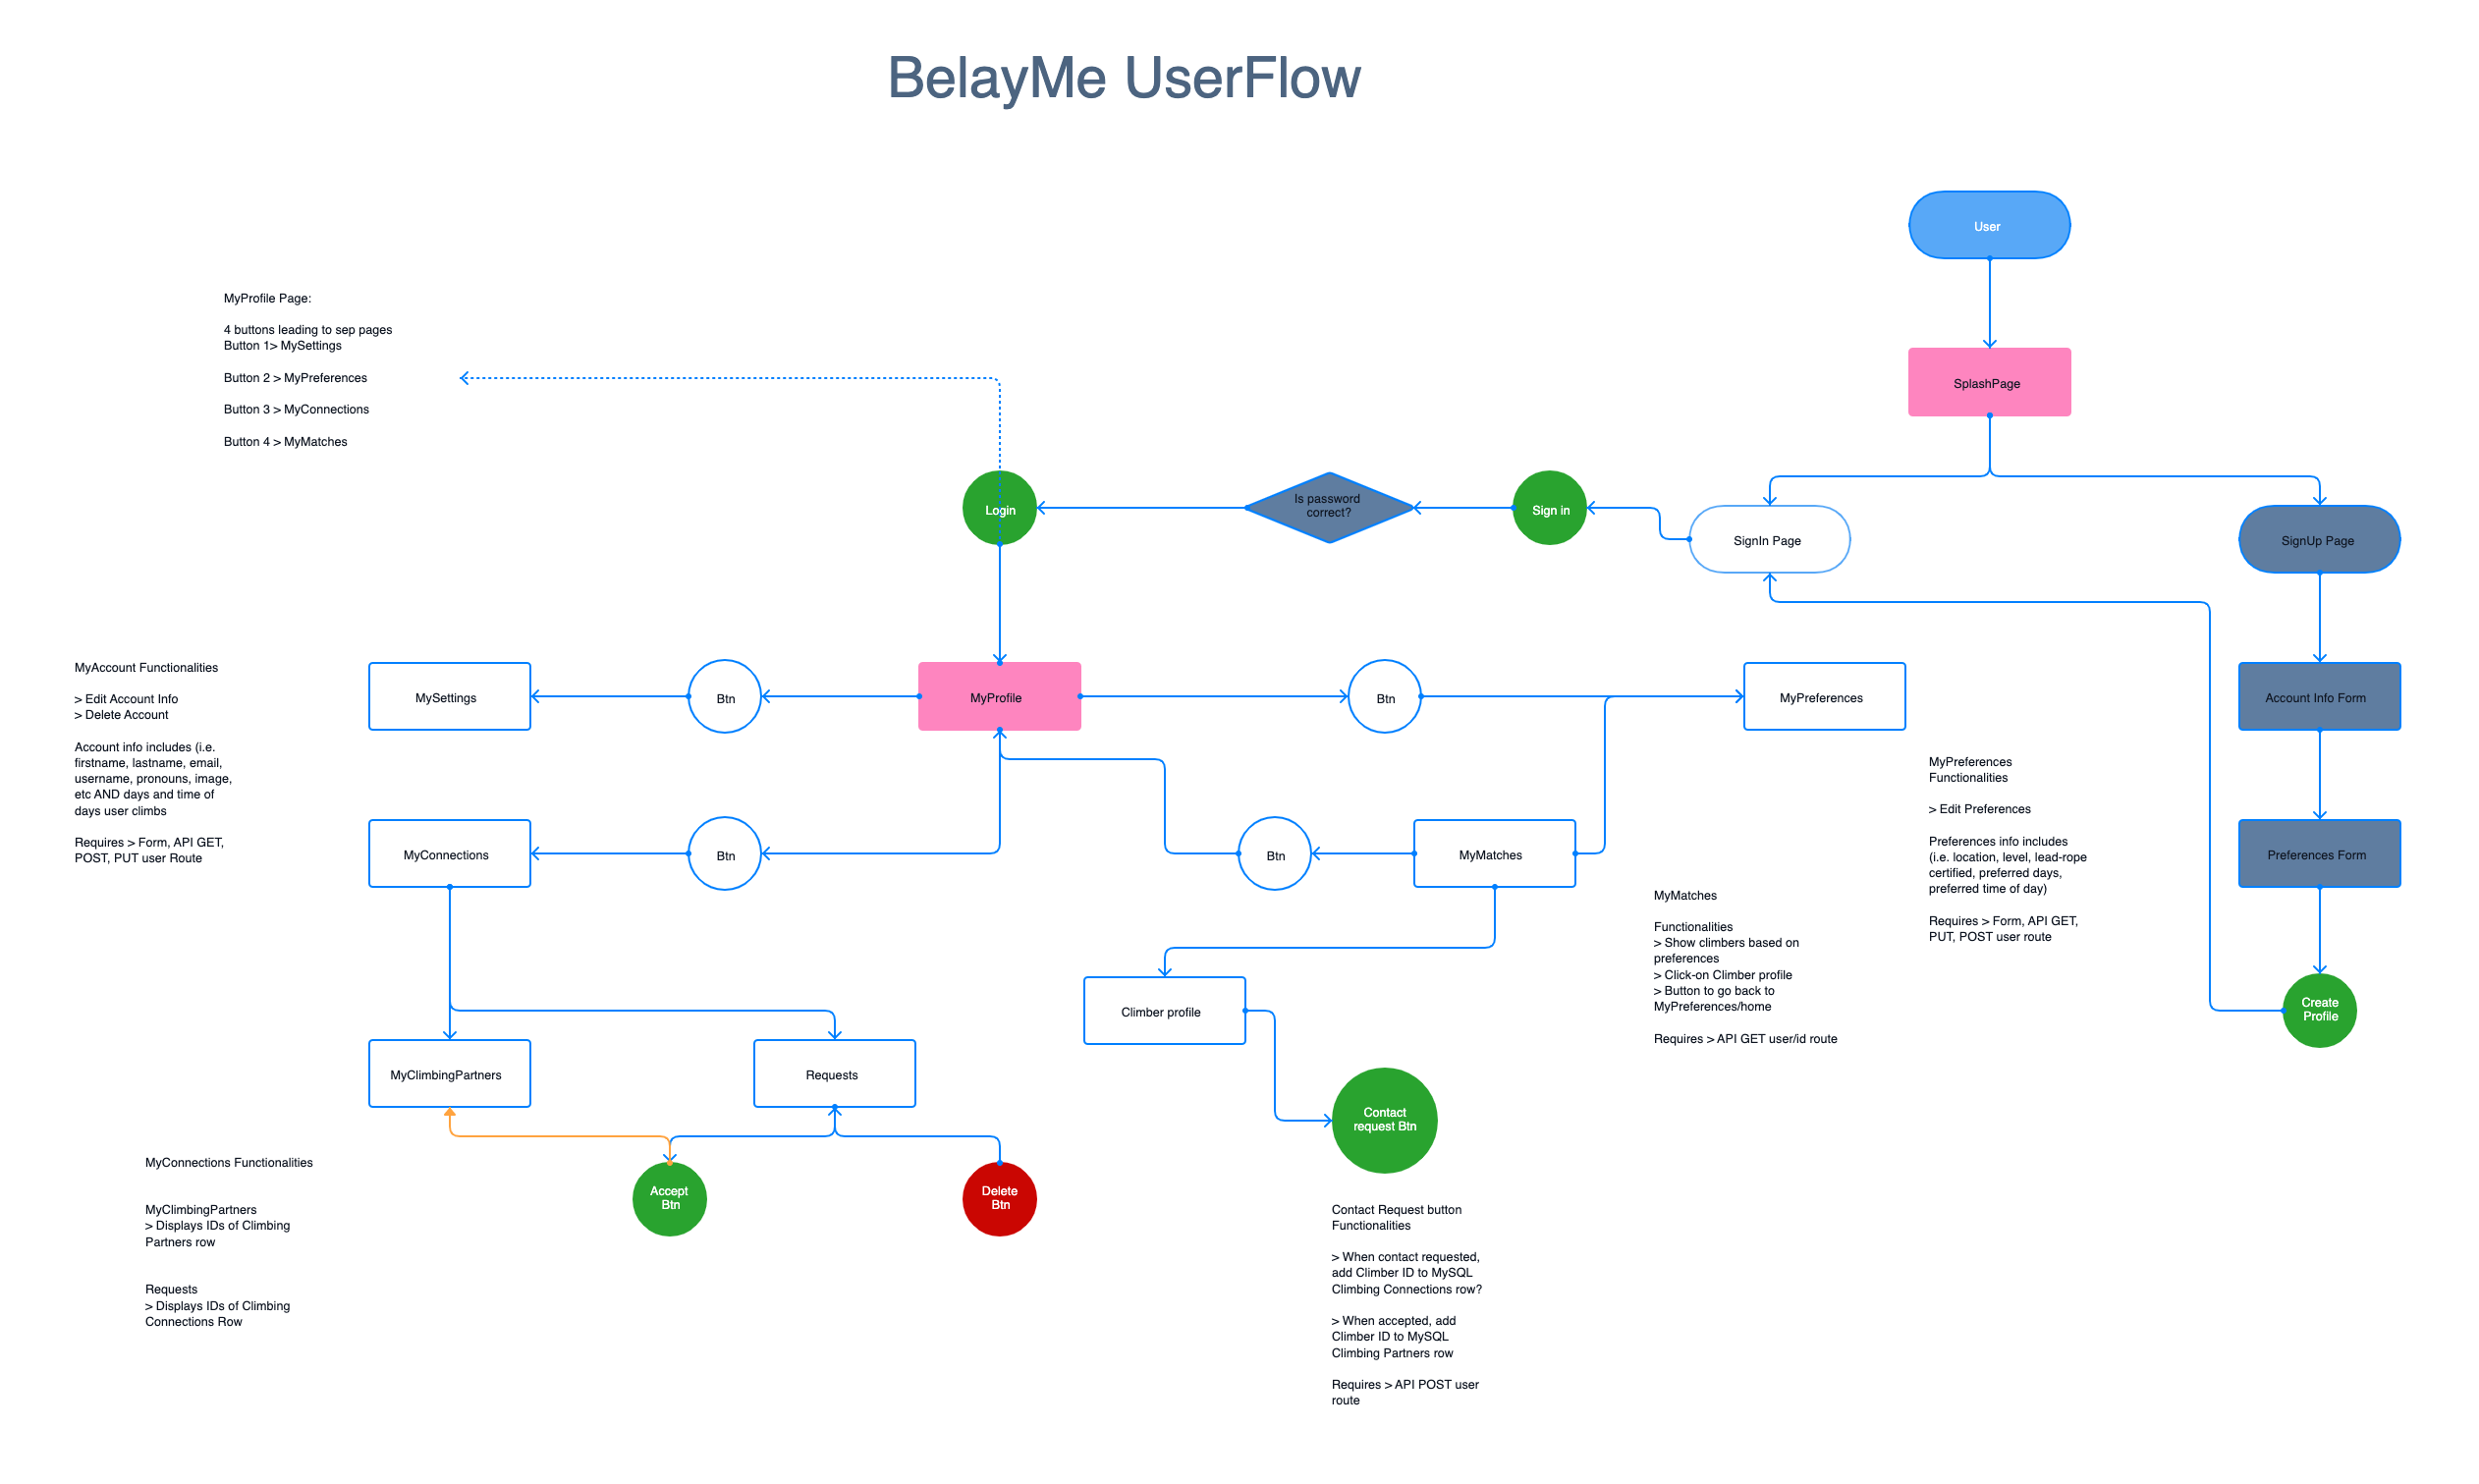 BelayMe UserFlow
User
SplashPage
MyProfile Page:
4 buttons leading to sep pages
Button 1> MySettings
Button 2 > MyPreferences
Button 3 > MyConnections
Button 4 > MyMatches
Login
Is password
correct?
Sign in
SignIn Page
SignUp Page
MyAccount Functionalities
> Edit Account Info
> Delete Account
Account info includes (i.e.
firstname, lastname, email,
username, pronouns, image,
etc AND days and time of
days user climbs
Requires > Form, API GET,
POST, PUT user Route
MySettings
Btn
MyProfile
Btn
MyPreferences
Account Info Form
MyConnections
Btn
Btn
MyMatches
MyPreferences
Functionalities
> Edit Preferences
Preferences info includes
(i.e. location, level, lead-rope
certified, preferred days,
preferred time of day)
Requires > Form, API GET,
PUT, POST user route
Preferences Form
MyMatches
Functionalities
> Show climbers based on
preferences
> Click-on Climber profile
> Button to go back to
MyPreferences/home
Requires > API GET user/id route
Climber profile
Create
Profile
MyClimbingPartners
Requests
Contact
request Btn
MyConnections Functionalities
MyClimbingPartners
> Displays IDs of Climbing
Partners row
Requests
> Displays IDs of Climbing
Connections Row
Accept
Btn
Delete
Btn
Contact Request button
Functionalities
> When contact requested,
add Climber ID to MySQL
Climbing Connections row?
> When accepted, add
Climber ID to MySQL
Climbing Partners row
Requires > API POST user
route